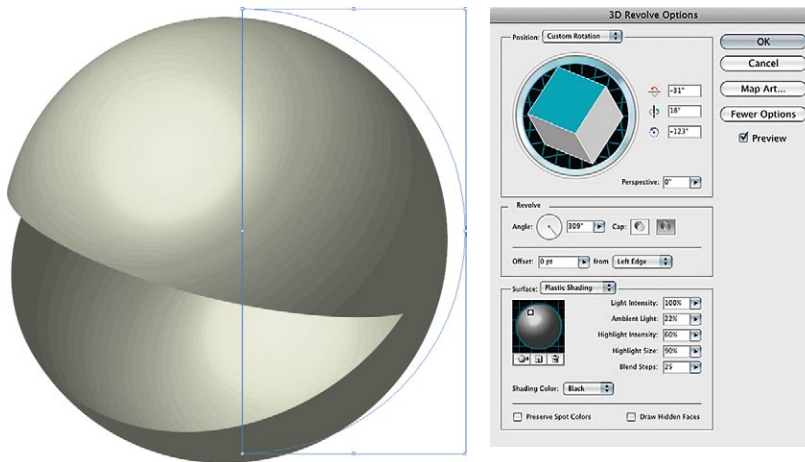 3D Revolve Options
Position: Custom Rotation
OK
Cancel
Map Art...
Fewer Options
Preview
-31°
18°
-123°
Perspective: 0°
Revolve
Angle: 309° Cap:
Offset: 0 pt from Left Edge
Surface: Plastic Shading
Light Intensity: 100%
Ambient Light: 22%
Highlight Intensity: 60%
Highlight Size: 90%
Blend Steps: 25
Shading Color: Black
Preserve Spot Colors Draw Hidden Faces